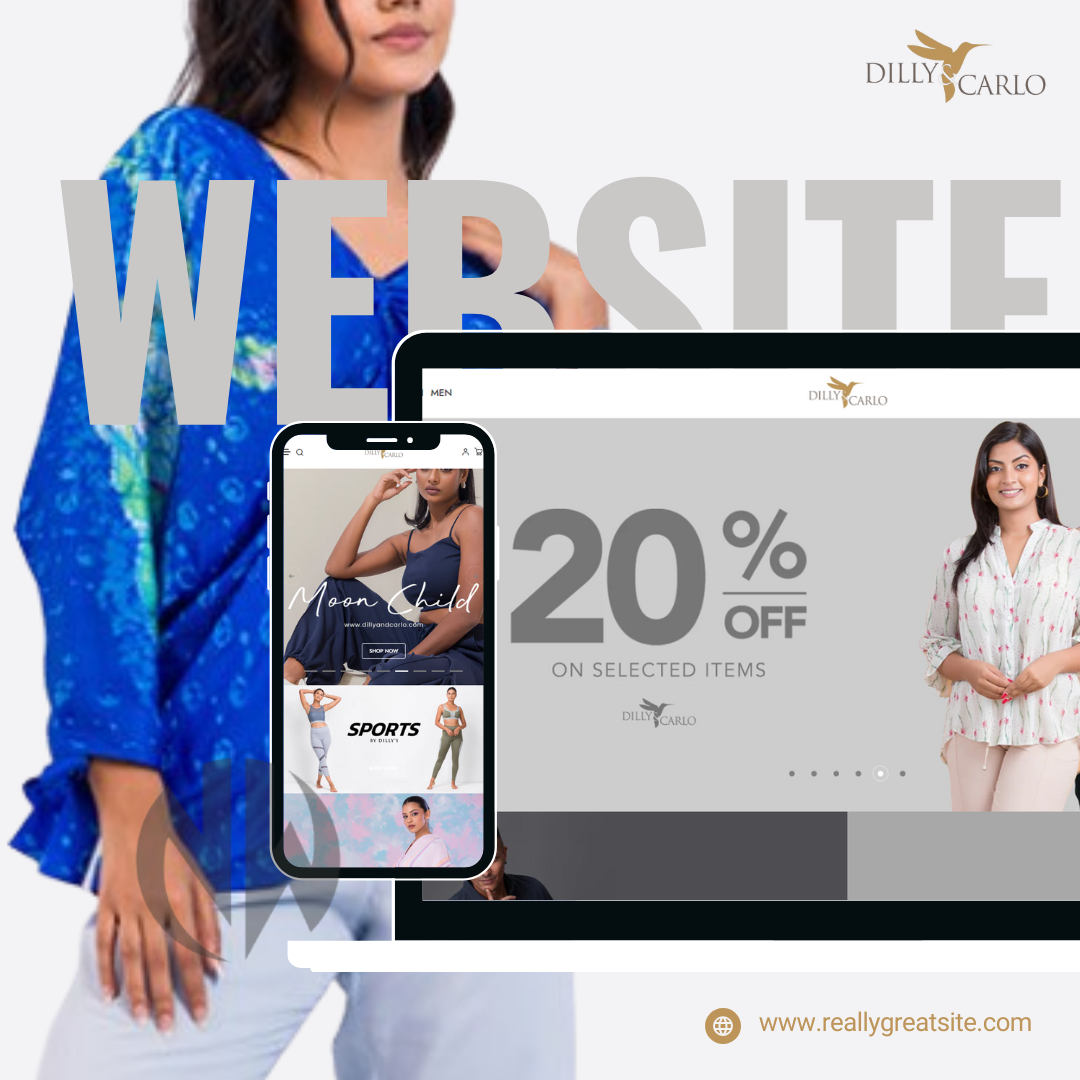 DILLY & CARLO
WEBSITE
MEN
DILLY & CARLO
20%
OFF
ON SELECTED ITEMS
DILLY & CARLO
DILLY & CARLO
Moon Child
www.dillyandcarlo.com
SHOP NOW
SPORTS
BY DILLY'S
www.reallygreatsite.com